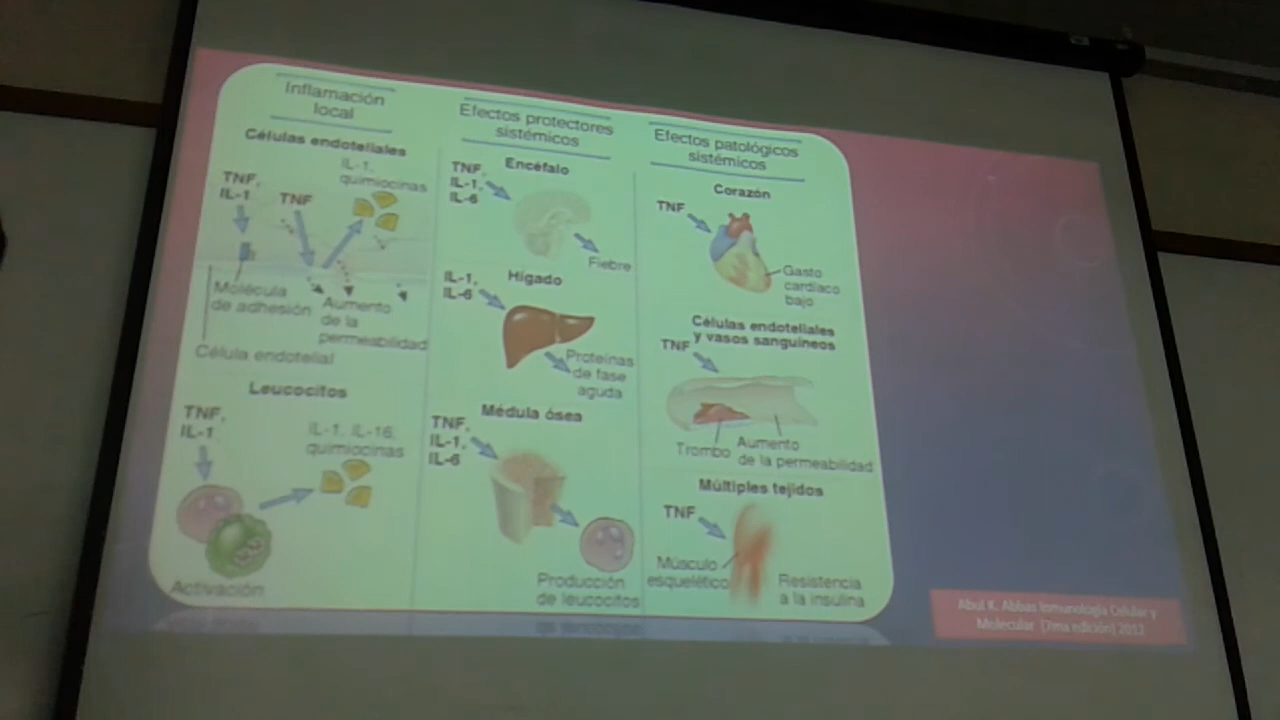 Inflamación
local
Células endoteliales
TNF,
IL-1
TNF
IL-1,
quimiocinas
Molécula
de adhesión
Aumento
de la
permeabilidad
Célula endotelial
Leucocitos
TNF,
IL-1
IL-1, IL-16,
quimiocinas
Activación
Efectos protectores
sistémicos
Encéfalo
TNF,
IL-1,
IL-6
Fiebre
Hígado
IL-1,
IL-6
Proteínas
de fase
aguda
Médula ósea
TNF,
IL-1,
IL-6
Producción
de leucocitos
Efectos patológicos
sistémicos
Corazón
TNF
Gasto
cardíaco
bajo
Células endoteliales
y vasos sanguíneos
TNF
Trombo
Aumento
de la permeabilidad
Múltiples tejidos
TNF
Músculo
esquelético
Resistencia
a la insulina
Abul K. Abbas Inmunología Celular y
Molecular (7ma edición) 2012